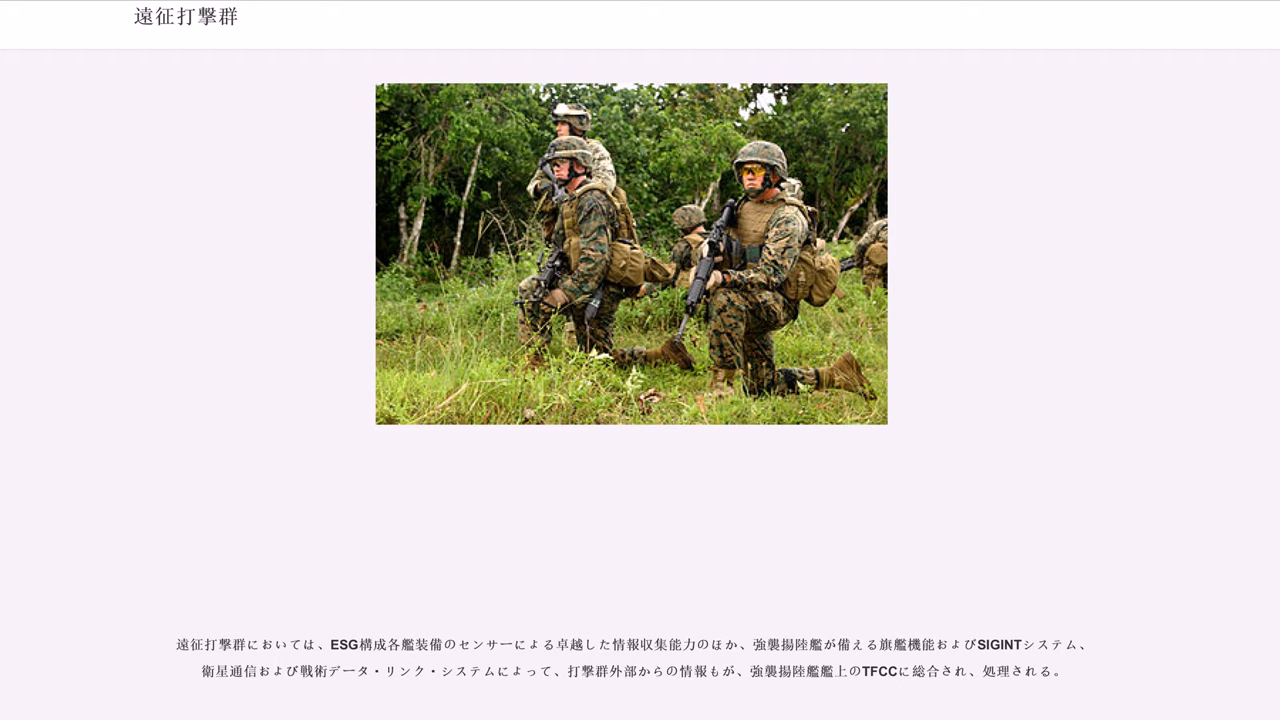 遠征打撃群
遠征打撃群においては、ESG構成各艦装備のセンサーによる卓越した情報収集能力のほか、強襲揚陸艦が備える旗艦機能およびSIGINTシステム、
衛星通信および戦術データ・リンク・システムによって、打撃群外部からの情報もが、強襲揚陸艦艦上のTFCCに総合され、処理される。